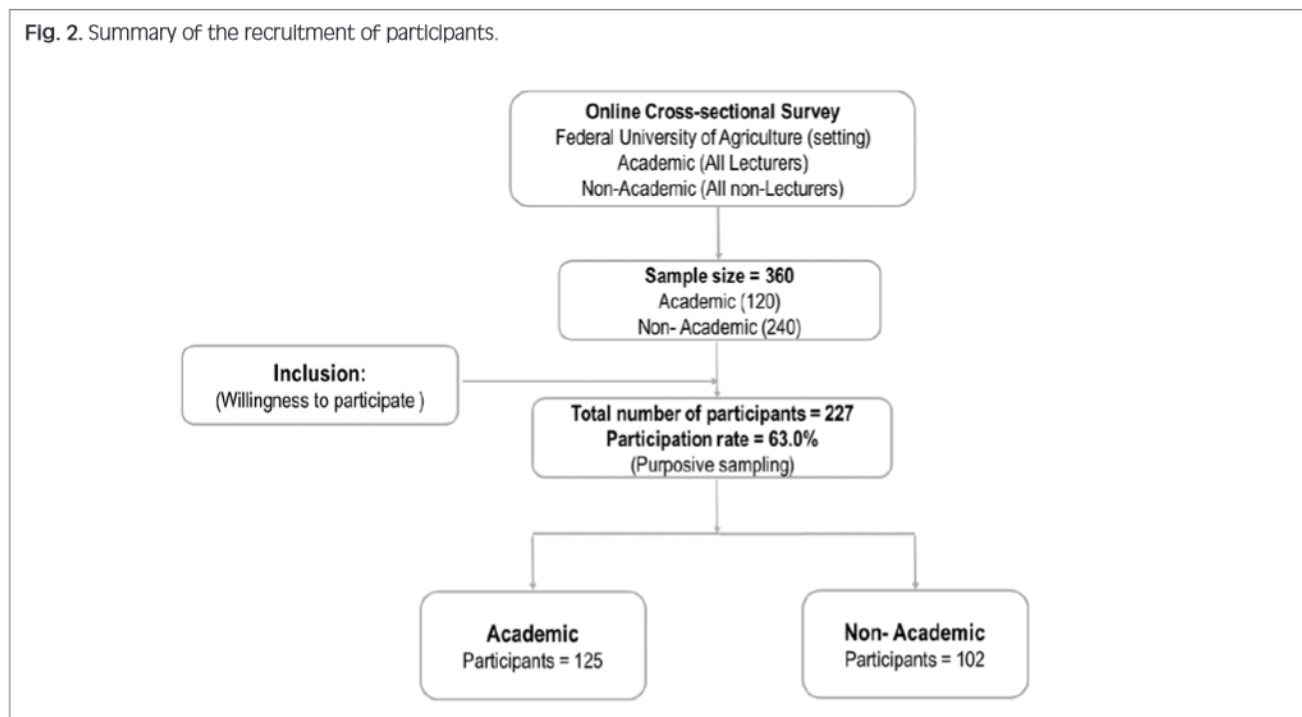 Fig. 2. Summary of the recruitment of participants.
Online Cross-sectional Survey
Federal University of Agriculture (setting)
Academic (All Lecturers)
Non-Academic (All non-Lecturers)
Sample size = 360
Academic (120)
Non- Academic (240)
Inclusion:
(Willingness to participate )
Total number of participants = 227
Participation rate = 63.0%
(Purposive sampling)
Academic
Participants = 125
Non- Academic
Participants = 102